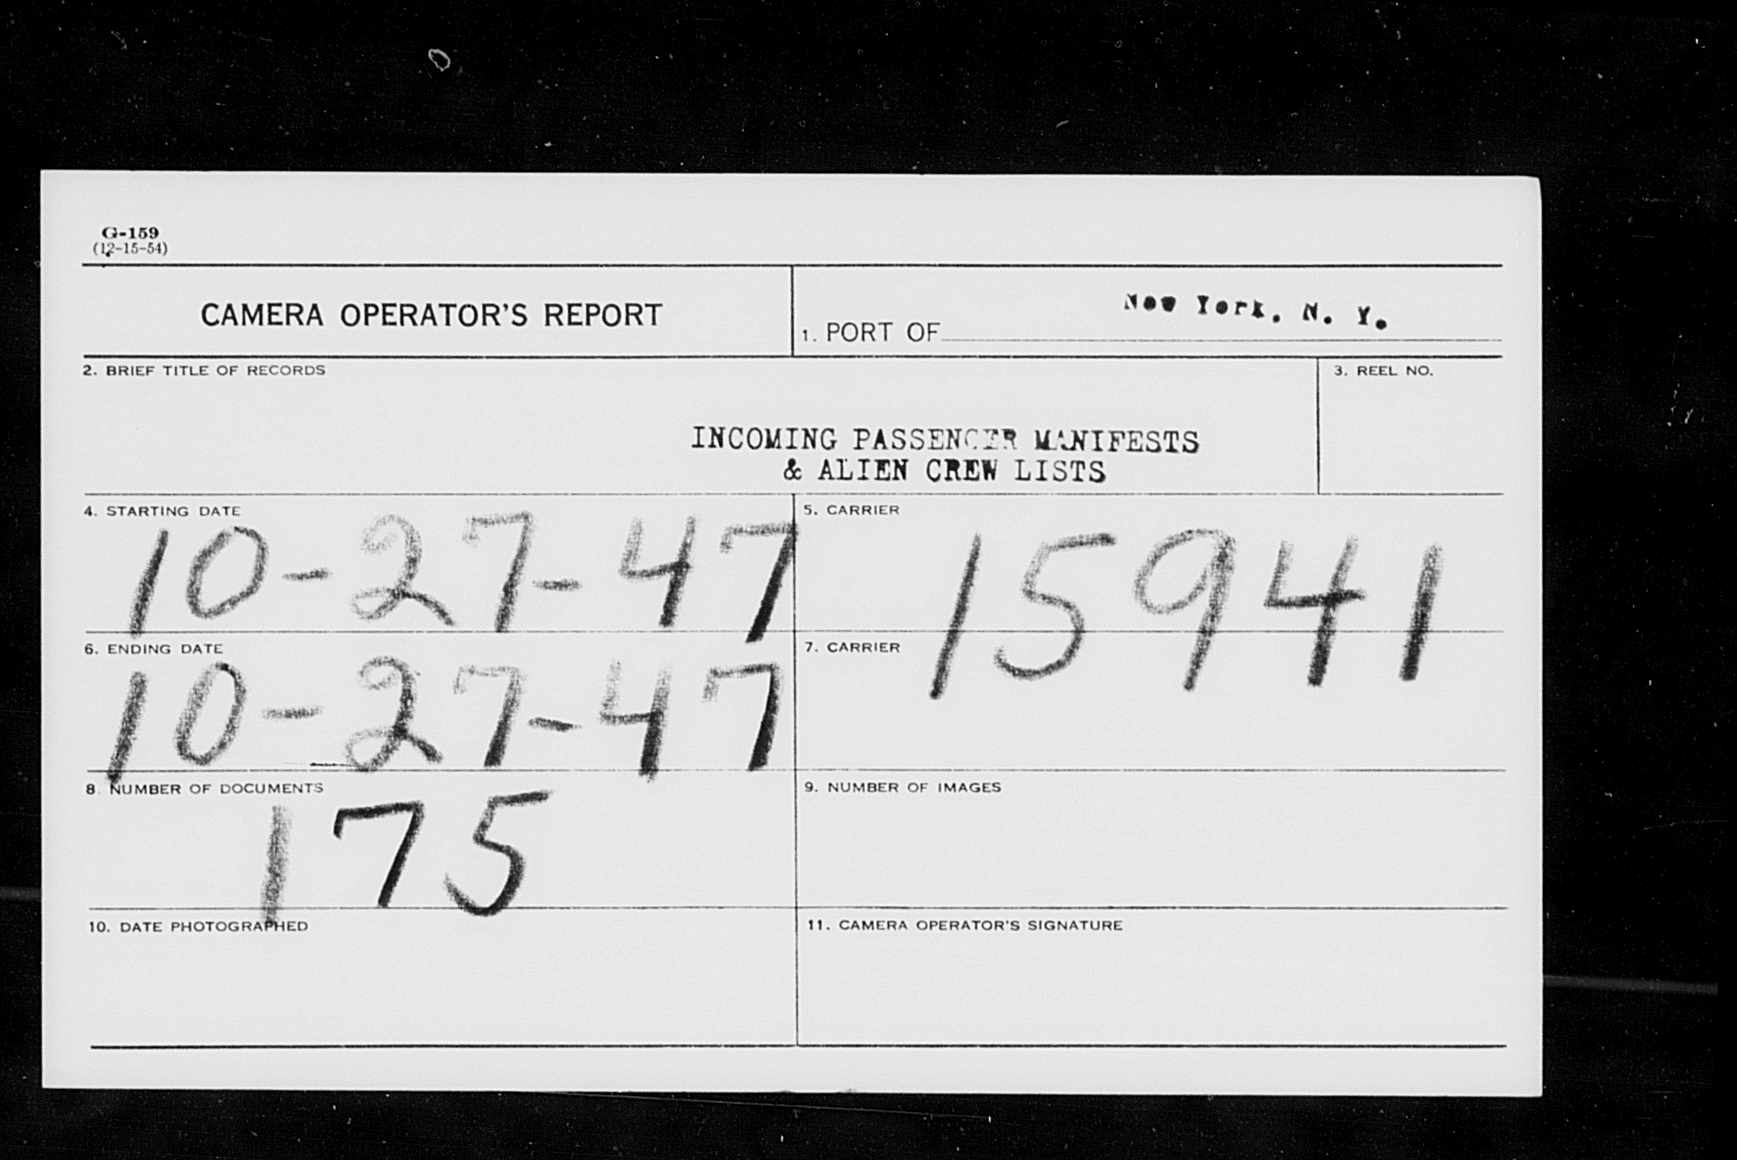 G-159
(12-15-54)
CAMERA OPERATOR'S REPORT
1. PORT OF New York, N. Y.
2. BRIEF TITLE OF RECORDS
3. REEL NO.
INCOMING PASSENGER MANIFESTS
& ALIEN CREW LISTS
4. STARTING DATE
10-27-47
5. CARRIER
15941
6. ENDING DATE
10-27-47
7. CARRIER
8. NUMBER OF DOCUMENTS
175
9. NUMBER OF IMAGES
10. DATE PHOTOGRAPHED
11. CAMERA OPERATOR'S SIGNATURE